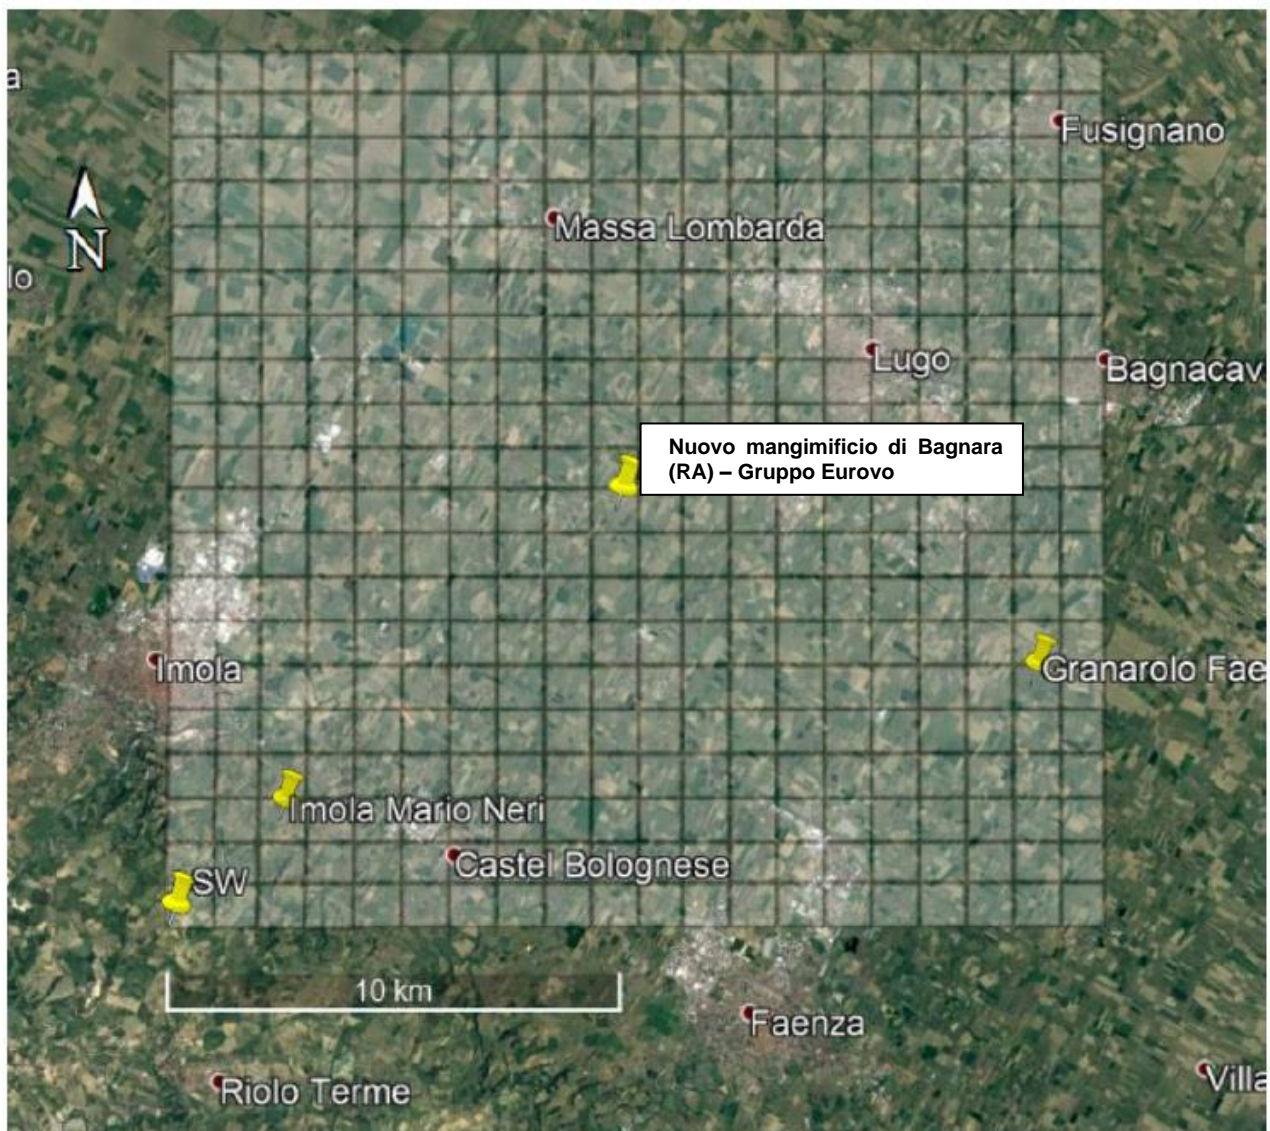 a
Fusignano
Massa Lombarda
N
lo
Lugo
Bagnacav
Nuovo mangimificio di Bagnara
(RA) – Gruppo Eurovo
Imola
Granarolo Fae
Imola Mario Neri
Castel Bolognese
SW
10 km
Faenza
Riolo Terme
Villa